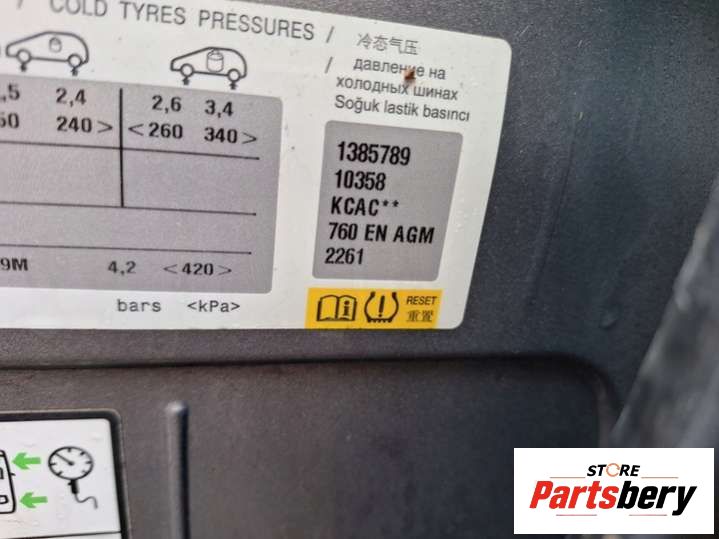 / COLD TYRES PRESSURES / 冷态气压
/ давление на
холодных шинах
Soğuk lastik basıncı
,5 2,4 2,6 3,4
50 240> <260 340>
1385789
10358
KCAC**
760 EN AGM
2261
9M 4,2 <420>
bars <kPa>
RESET
重置
STORE
Partsbery